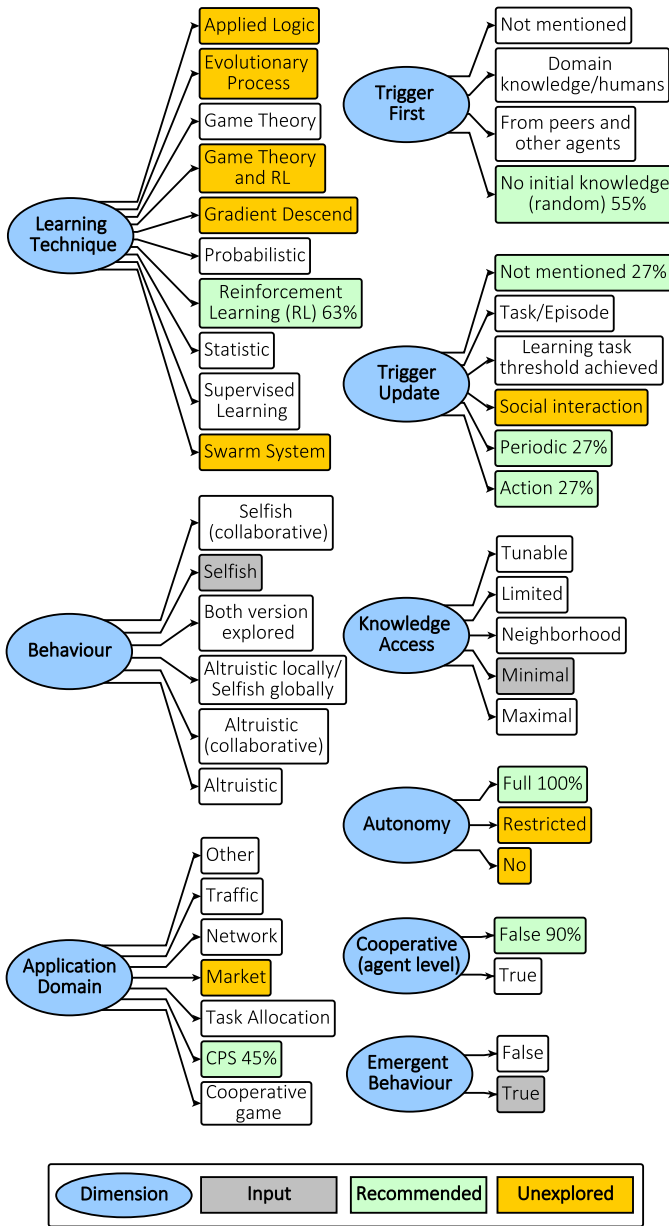 Learning
Technique
Applied Logic
Evolutionary
Process
Game Theory
Game Theory
and RL
Gradient Descend
Probabilistic
Reinforcement
Learning (RL) 63%
Statistic
Supervised
Learning
Swarm System
Behaviour
Selfish
(collaborative)
Selfish
Both version
explored
Altruistic locally/
Selfish globally
Altruistic
(collaborative)
Altruistic
Application
Domain
Other
Traffic
Network
Market
Task Allocation
CPS 45%
Cooperative
game
Trigger
First
Not mentioned
Domain
knowledge/humans
From peers and
other agents
No initial knowledge
(random) 55%
Trigger
Update
Not mentioned 27%
Task/Episode
Learning task
threshold achieved
Social interaction
Periodic 27%
Action 27%
Knowledge
Access
Tunable
Limited
Neighborhood
Minimal
Maximal
Autonomy
Full 100%
Restricted
No
Cooperative
(agent level)
False 90%
True
Emergent
Behaviour
False
True
Dimension
Input
Recommended
Unexplored